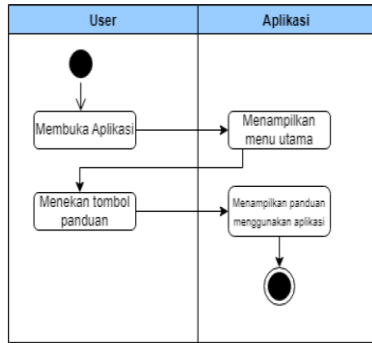 User
Aplikasi
Membuka Aplikasi
Menampilkan
menu utama
Menekan tombol
panduan
Menampilkan panduan
menggunakan aplikasi